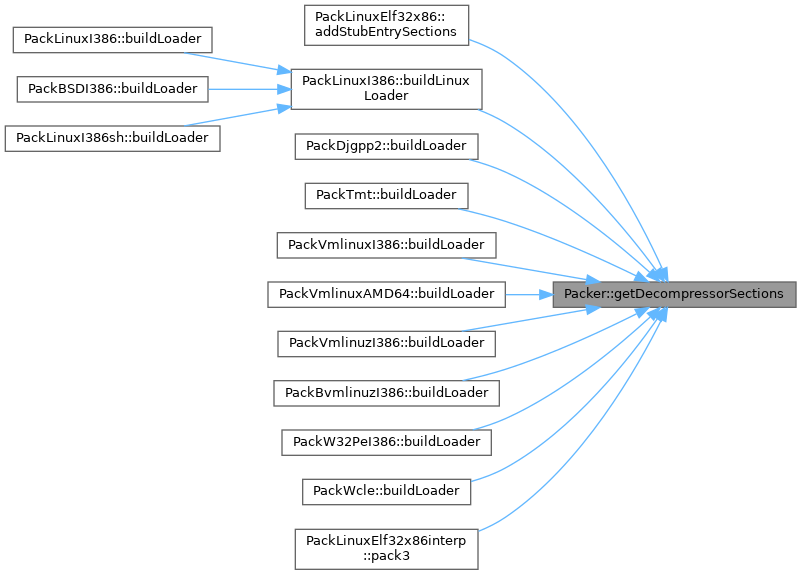 PackLinuxElf32x86::
addStubEntrySections
PackLinuxI386::buildLoader
PackLinuxI386::buildLinux
Loader
PackBSDI386::buildLoader
PackLinuxI386sh::buildLoader
PackDjgpp2::buildLoader
PackTmt::buildLoader
PackVmlinuxI386::buildLoader
PackVmlinuxAMD64::buildLoader
Packer::getDecompressorSections
PackVmlinuzI386::buildLoader
PackBvmlinuzI386::buildLoader
PackW32PeI386::buildLoader
PackWcle::buildLoader
PackLinuxElf32x86interp
::pack3